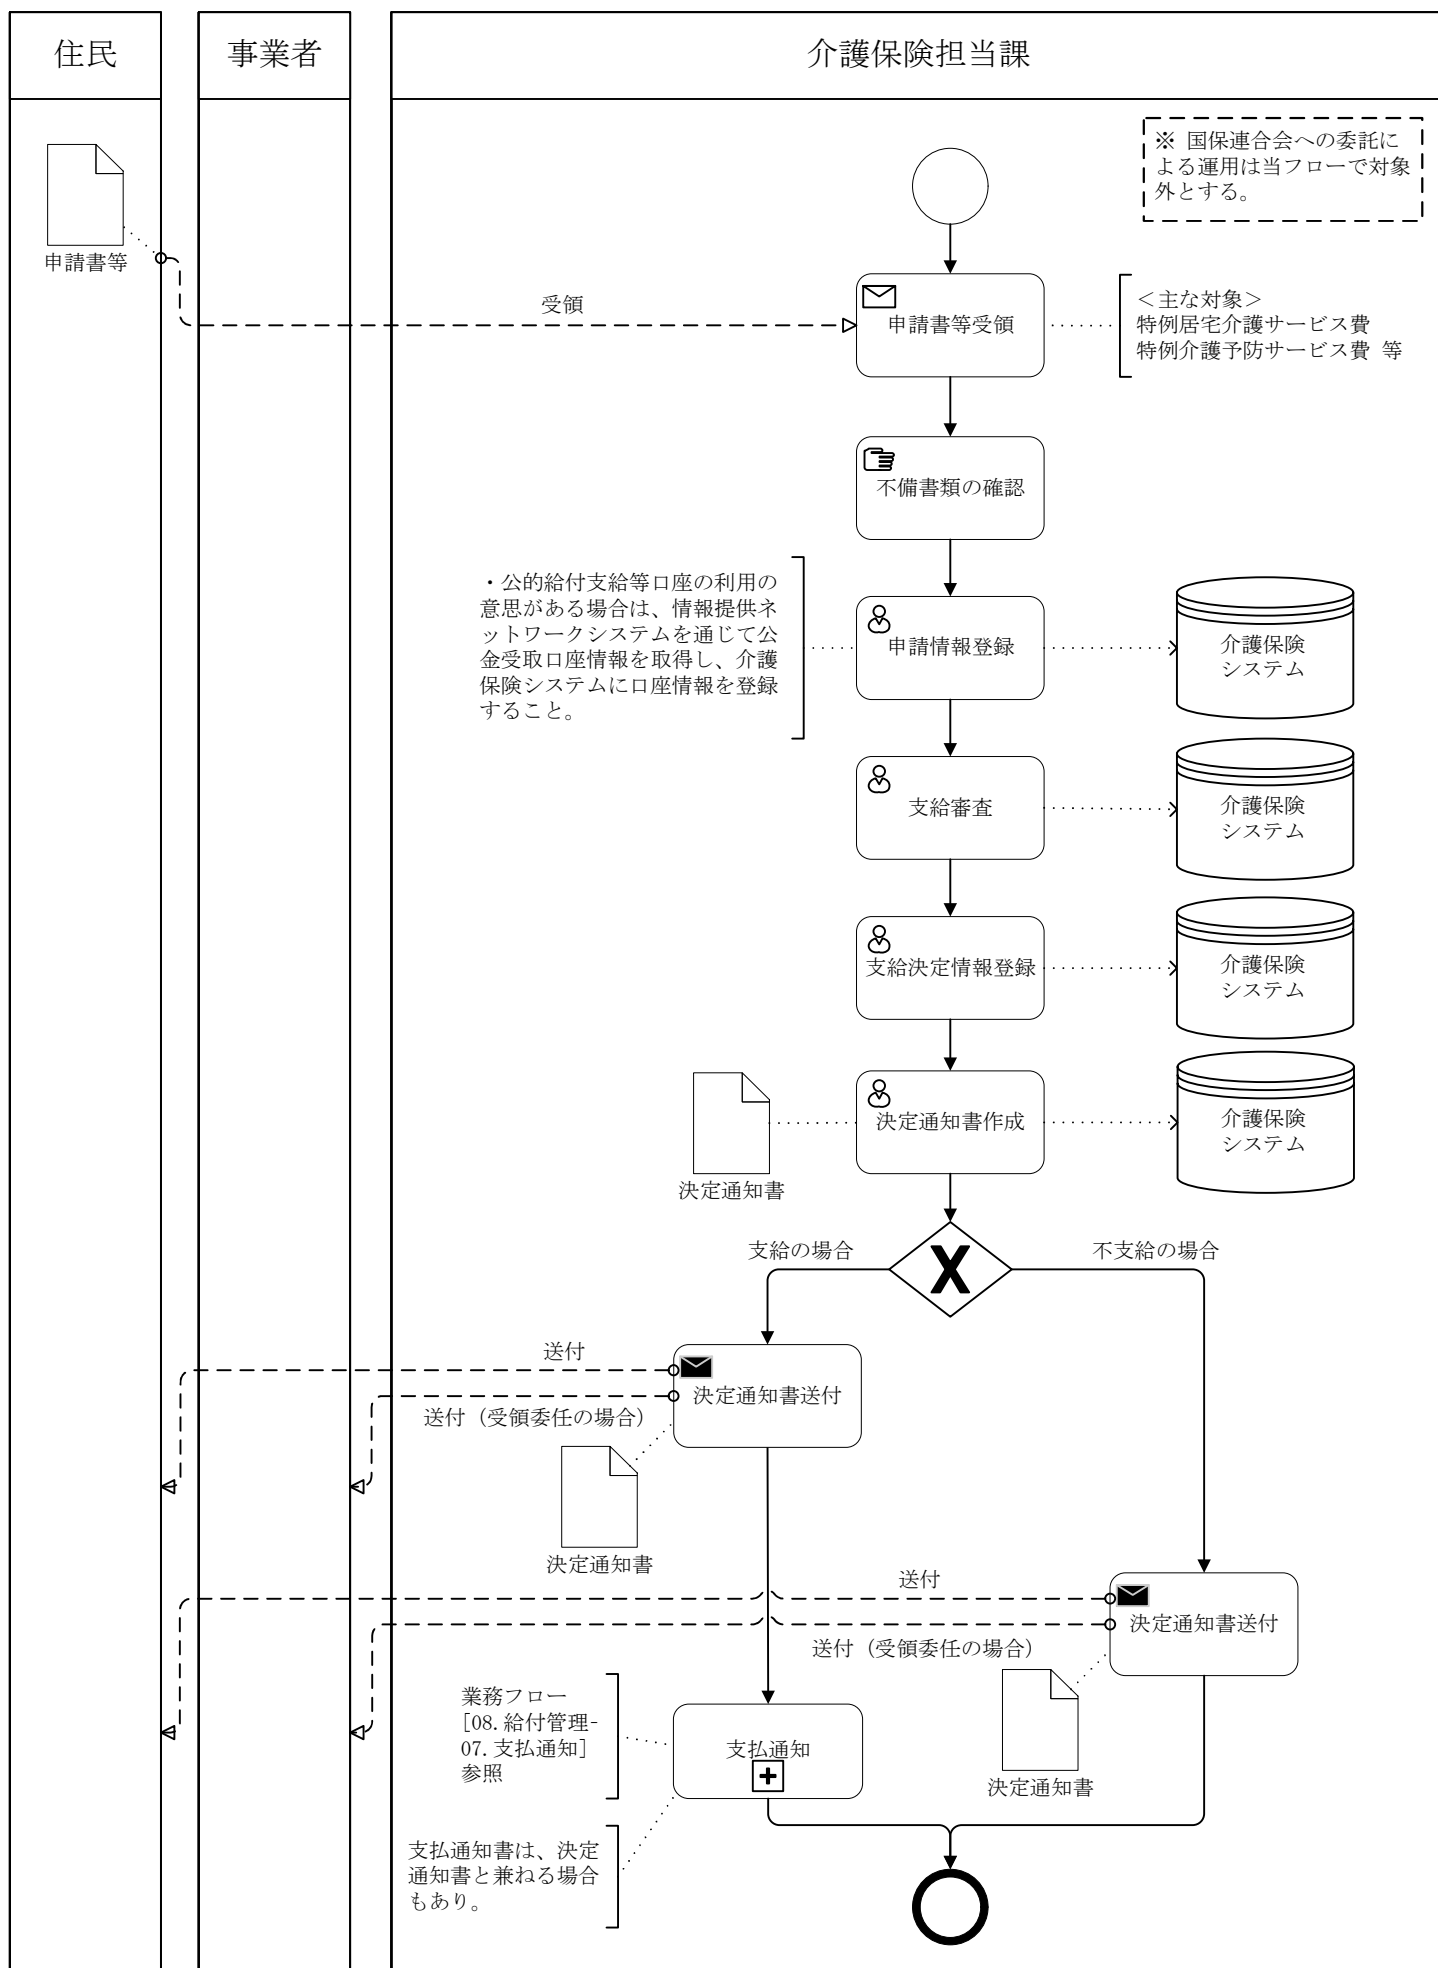 住民
事業者
介護保険担当課
※ 国保連合会への委託に
よる運用は当フローで対象
外とする。
申請書等
受領
申請書等受領
＜主な対象＞
特例居宅介護サービス費
特例介護予防サービス費 等
不備書類の確認
・公的給付支給等口座の利用の
意思がある場合は、情報提供ネ
ットワークシステムを通じて公
金受取口座情報を取得し、介護
保険システムに口座情報を登録
すること。
申請情報登録
介護保険
システム
支給審査
介護保険
システム
支給決定情報登録
介護保険
システム
決定通知書作成
介護保険
システム
決定通知書
支給の場合
X
不支給の場合
送付
決定通知書送付
送付（受領委任の場合）
決定通知書
送付
決定通知書送付
送付（受領委任の場合）
決定通知書
業務フロー
[08.給付管理-
07.支払通知]
参照
支払通知
支払通知書は、決定
通知書と兼ねる場合
もあり。